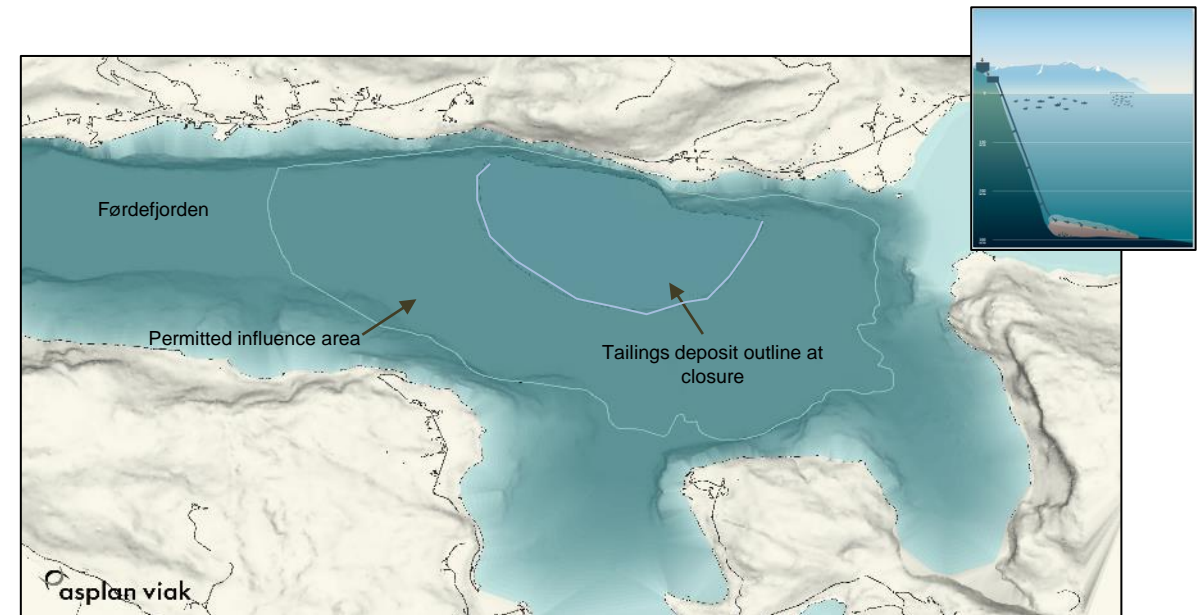 Førdefjorden
Permitted influence area
Tailings deposit outline at
closure
asplan viak